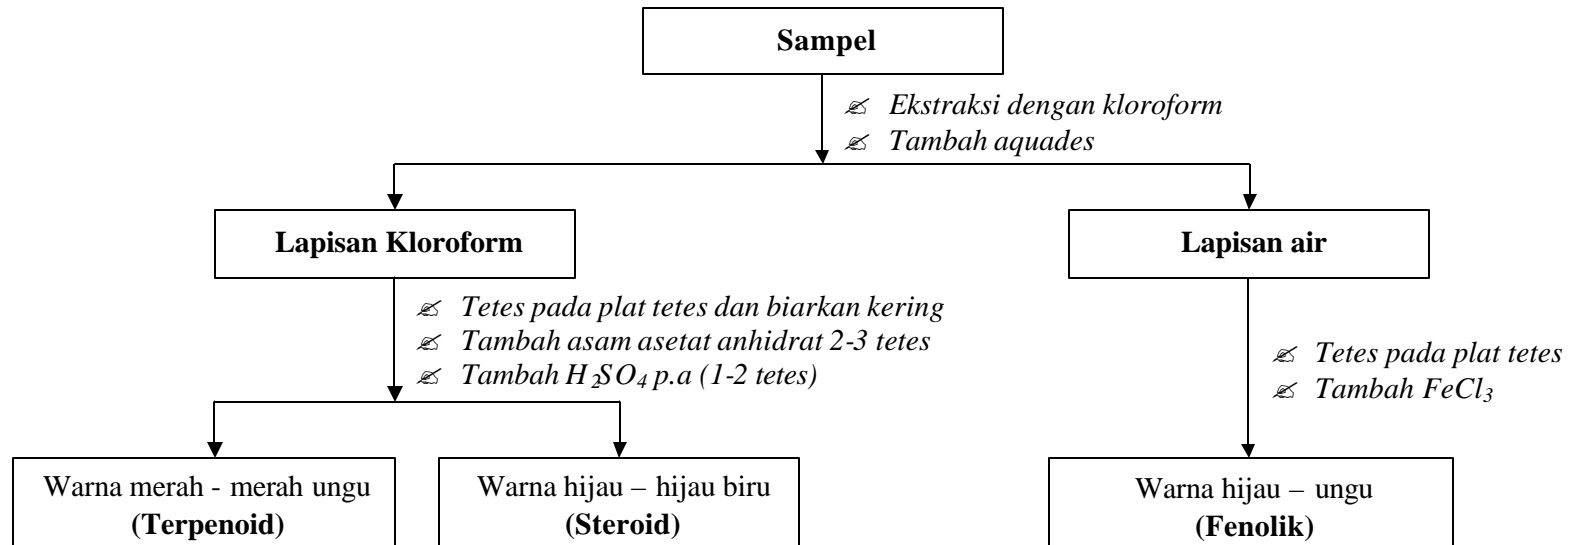 Sampel
Ekstraksi dengan kloroform
Tambah aquades
Lapisan Kloroform
Lapisan air
Tetes pada plat tetes dan biarkan kering
Tambah asam asetat anhidrat 2-3 tetes
Tambah H₂SO₄ p.a (1-2 tetes)
Tetes pada plat tetes
Tambah FeCl₃
Warna merah - merah ungu
(Terpenoid)
Warna hijau – hijau biru
(Steroid)
Warna hijau – ungu
(Fenolik)